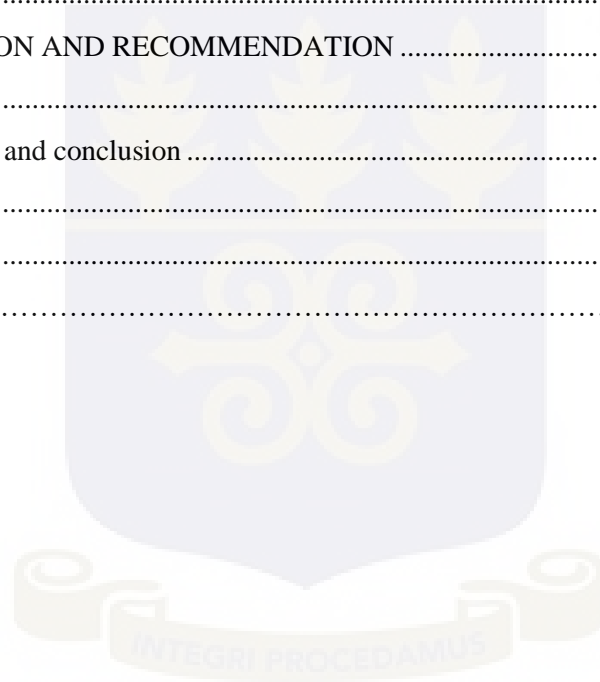 ON AND RECOMMENDATION ........................
................................................................
and conclusion ..................................................
................................................................
................................................................
................................................................
INTEGRI PROCEDAMUS